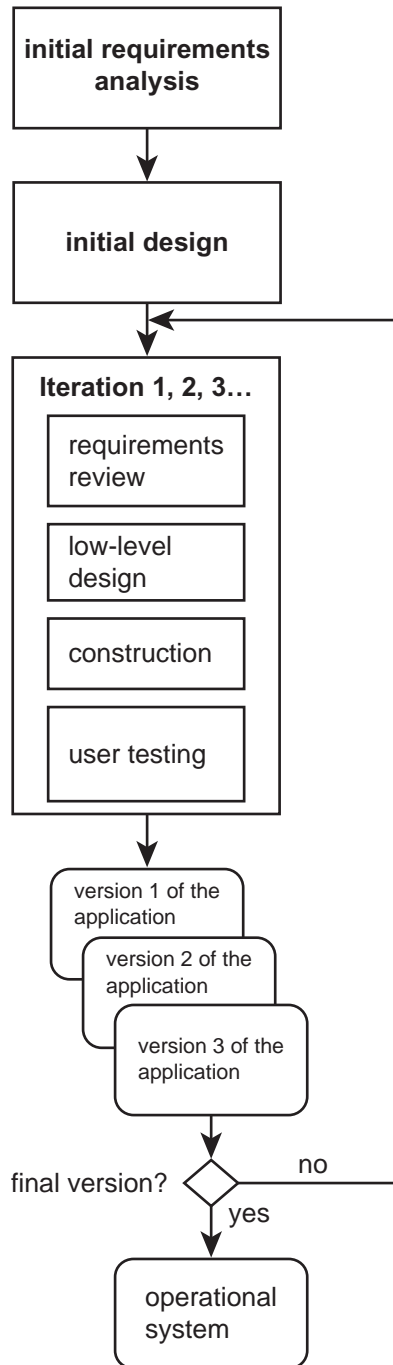 initial requirements
analysis
initial design
Iteration 1, 2, 3…
requirements
review
low-level
design
construction
user testing
version 1 of the
application
version 2 of the
application
version 3 of the
application
final version?
no
yes
operational
system